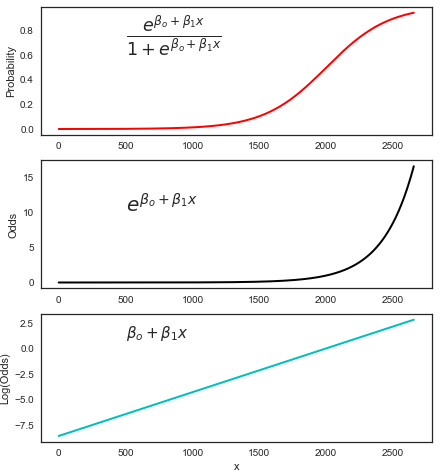 Probability
0.8
0.6
0.4
0.2
0.0
e^{β_o + β_1 x}
1 + e^{β_o + β_1 x}
0 500 1000 1500 2000 2500
Odds
15
10
5
0
e^{β_o + β_1 x}
0 500 1000 1500 2000 2500
Log(Odds)
2.5
0.0
−2.5
−5.0
−7.5
β_o + β_1 x
0 500 1000 1500 2000 2500
x